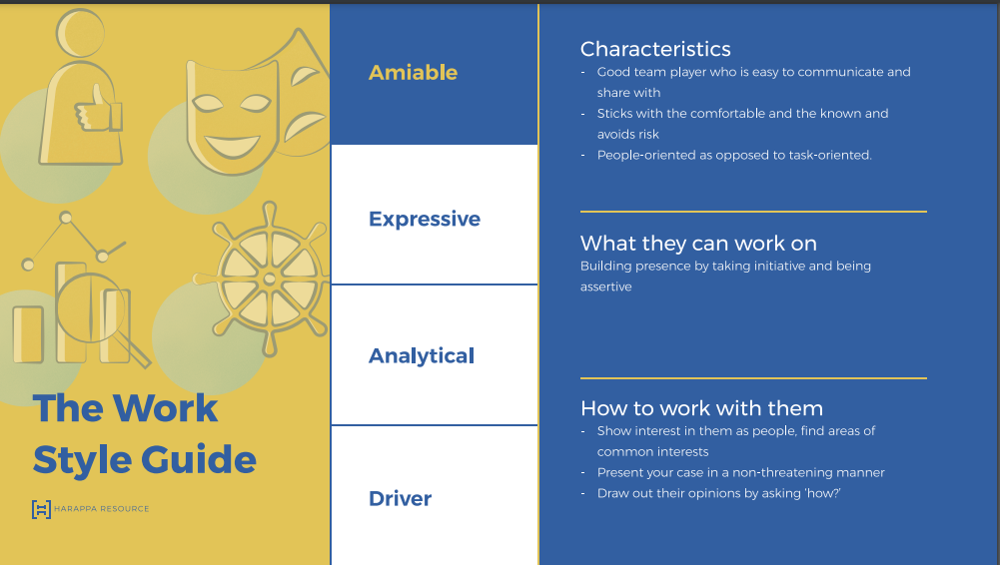 The Work
Style Guide
HARAPPA RESOURCE
Amiable
Expressive
Analytical
Driver
Characteristics
- Good team player who is easy to communicate and
share with
- Sticks with the comfortable and the known and
avoids risk
- People-oriented as opposed to task-oriented.
What they can work on
Building presence by taking initiative and being
assertive
How to work with them
- Show interest in them as people, find areas of
common interests
- Present your case in a non-threatening manner
- Draw out their opinions by asking 'how?'